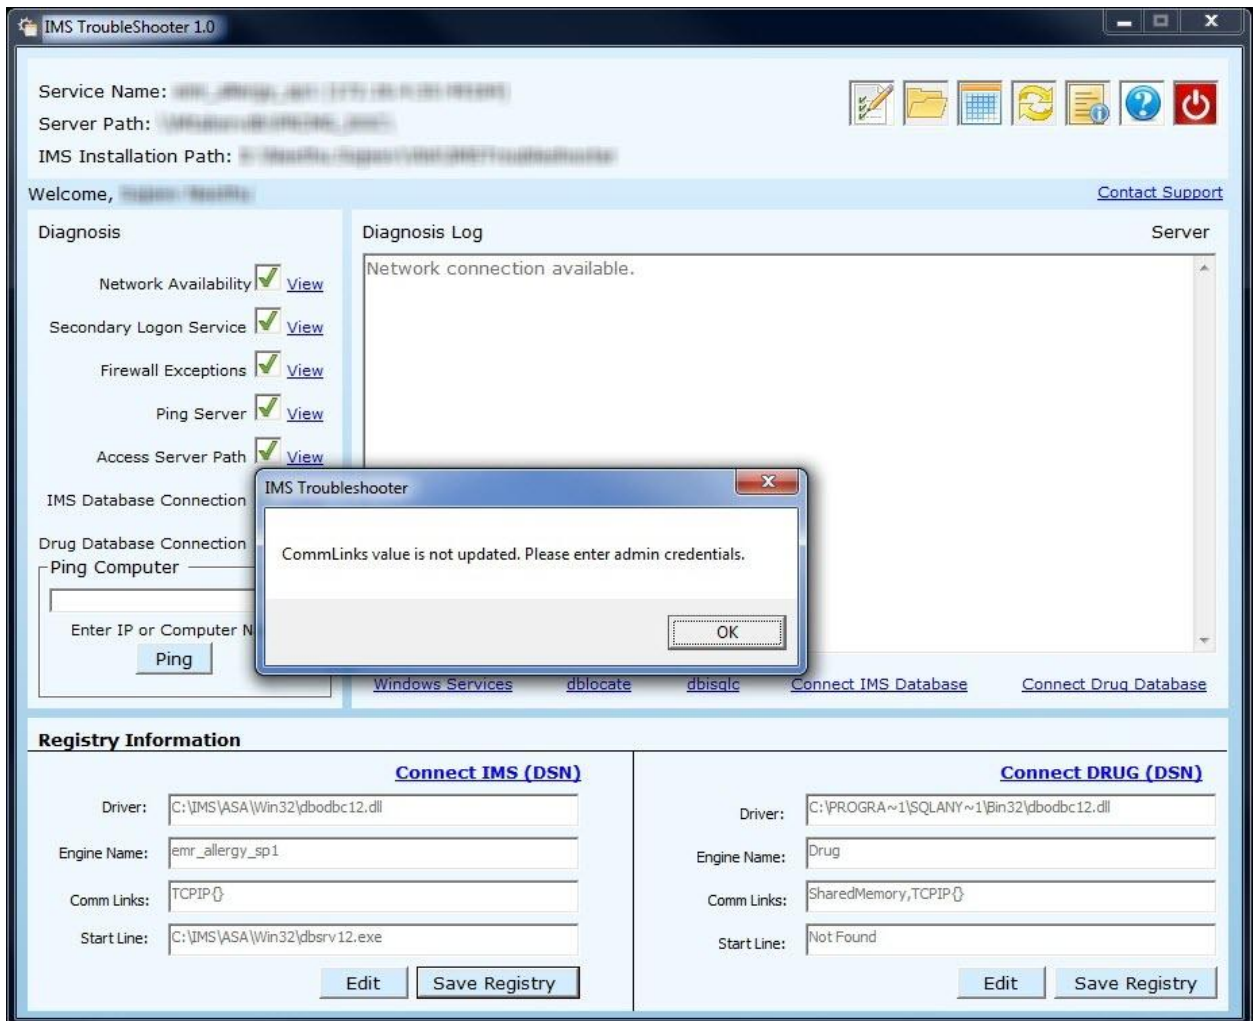 IMS TroubleShooter 1.0
Service Name:
Server Path:
IMS Installation Path:
Welcome,
Contact Support
Diagnosis
Network Availability View
Secondary Logon Service View
Firewall Exceptions View
Ping Server View
Access Server Path View
IMS Database Connection
Drug Database Connection
Ping Computer
Enter IP or Computer N
Ping
Diagnosis Log Server
Network connection available.
IMS Troubleshooter
CommLinks value is not updated. Please enter admin credentials.
OK
Windows Services dblocate dbisqlc Connect IMS Database Connect Drug Database
Registry Information
Connect IMS (DSN)
Driver: C:\IMS\ASA\Win32\dbodbc12.dll
Engine Name: emr_allergy_sp1
Comm Links: TCPIP{}
Start Line: C:\IMS\ASA\Win32\dbsrv12.exe
Edit Save Registry
Connect DRUG (DSN)
Driver: C:\PROGRA~1\SQLANY~1\Bin32\dbodbc12.dll
Engine Name: Drug
Comm Links: SharedMemory,TCPIP{}
Start Line: Not Found
Edit Save Registry